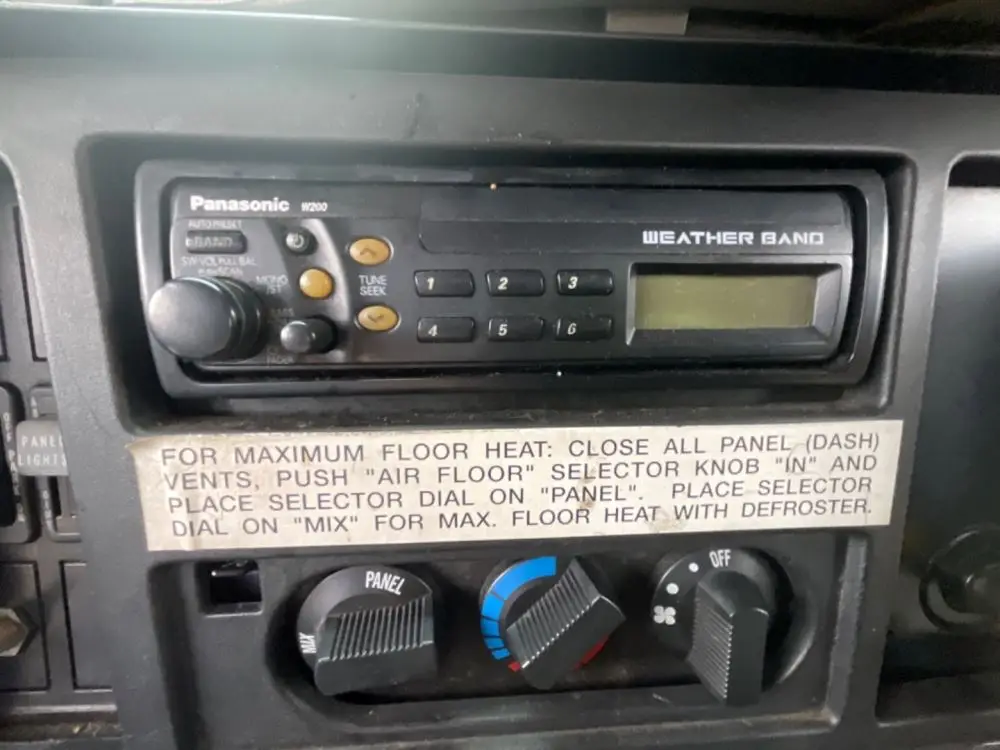 Panasonic W200
WEATHER BAND
AUTO PRESET
BAND
MONO
/ST
TUNE
SEEK
1 2 3
4 5 6
PANEL
LIGHTS
FOR MAXIMUM FLOOR HEAT: CLOSE ALL PANEL (DASH)
VENTS, PUSH "AIR FLOOR" SELECTOR KNOB "IN" AND
PLACE SELECTOR DIAL ON "PANEL". PLACE SELECTOR
DIAL ON "MIX" FOR MAX. FLOOR HEAT WITH DEFROSTER.
PANEL
MIX
OFF